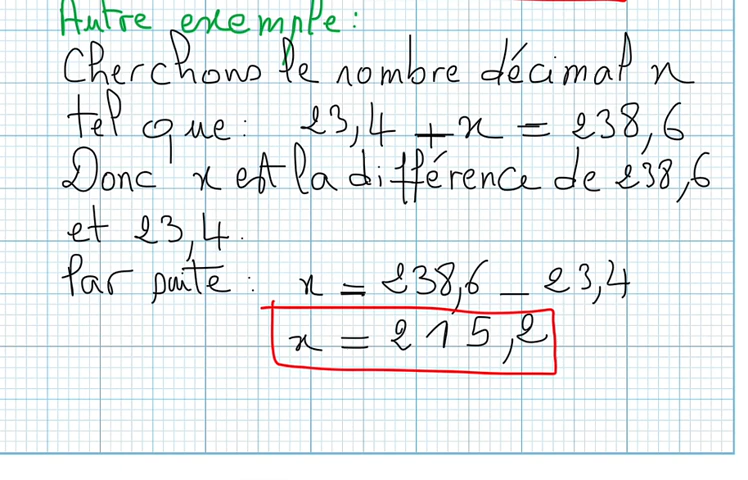 Autre exemple:
Cherchons le nombre décimal x
tel que: 23,4 + x = 238,6
Donc x est la différence de 238,6
et 23,4.
Par suite: x = 238,6 – 23,4
x = 215,2